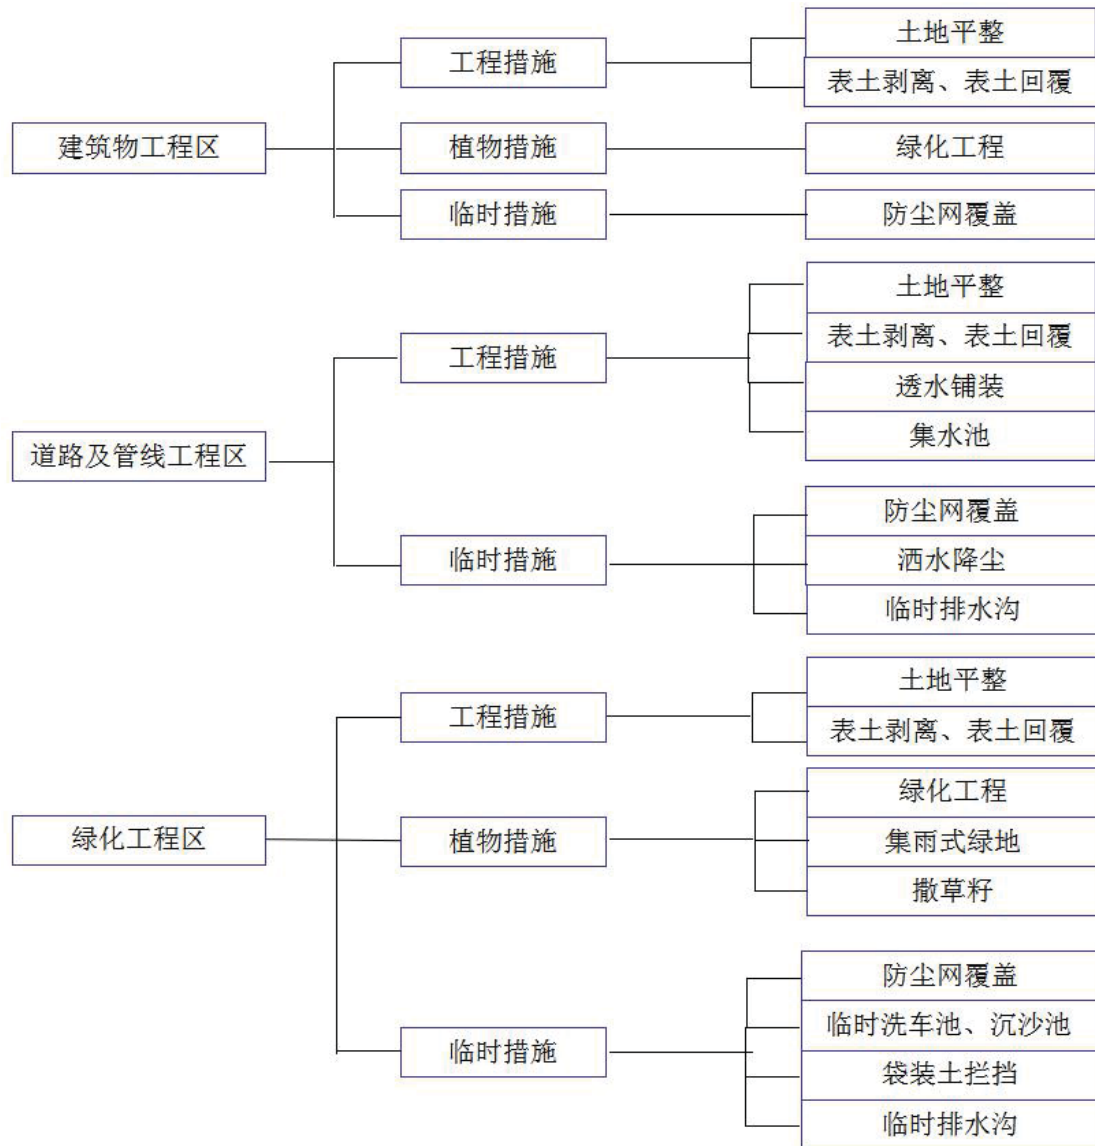 土地平整
工程措施
表土剥离、表土回覆
建筑物工程区
植物措施
绿化工程
临时措施
防尘网覆盖
土地平整
表土剥离、表土回覆
工程措施
透水铺装
集水池
道路及管线工程区
防尘网覆盖
临时措施
洒水降尘
临时排水沟
土地平整
工程措施
表土剥离、表土回覆
绿化工程
绿化工程区
植物措施
集雨式绿地
撒草籽
防尘网覆盖
临时洗车池、沉沙池
临时措施
袋装土拦挡
临时排水沟